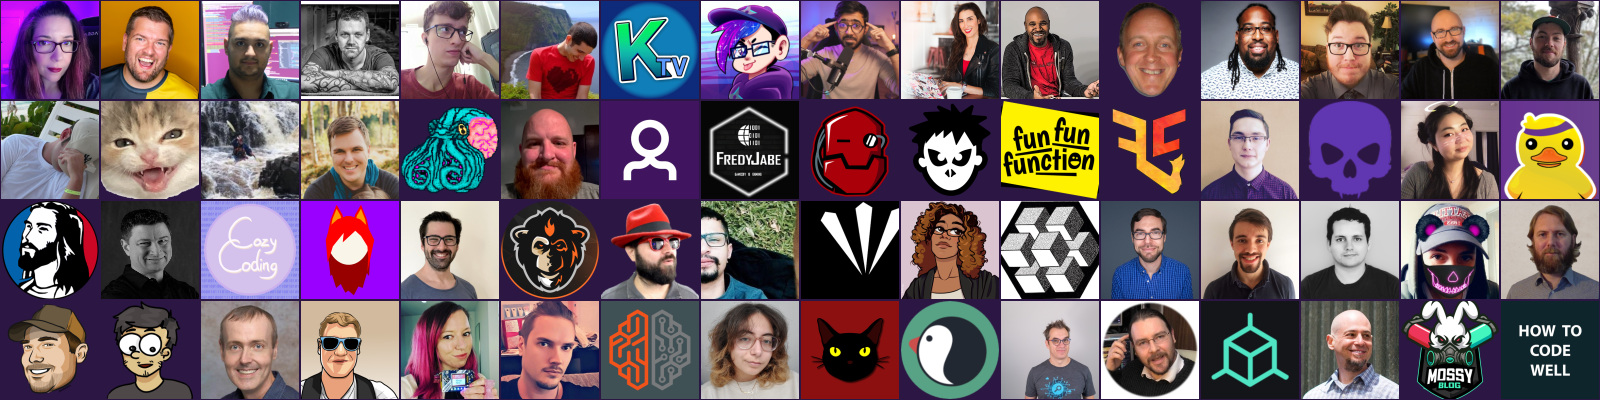 K
TV
FREDYJABE
fun fun
function
Cozy
Coding
MOSSY
BLOG
HOW TO
CODE
WELL